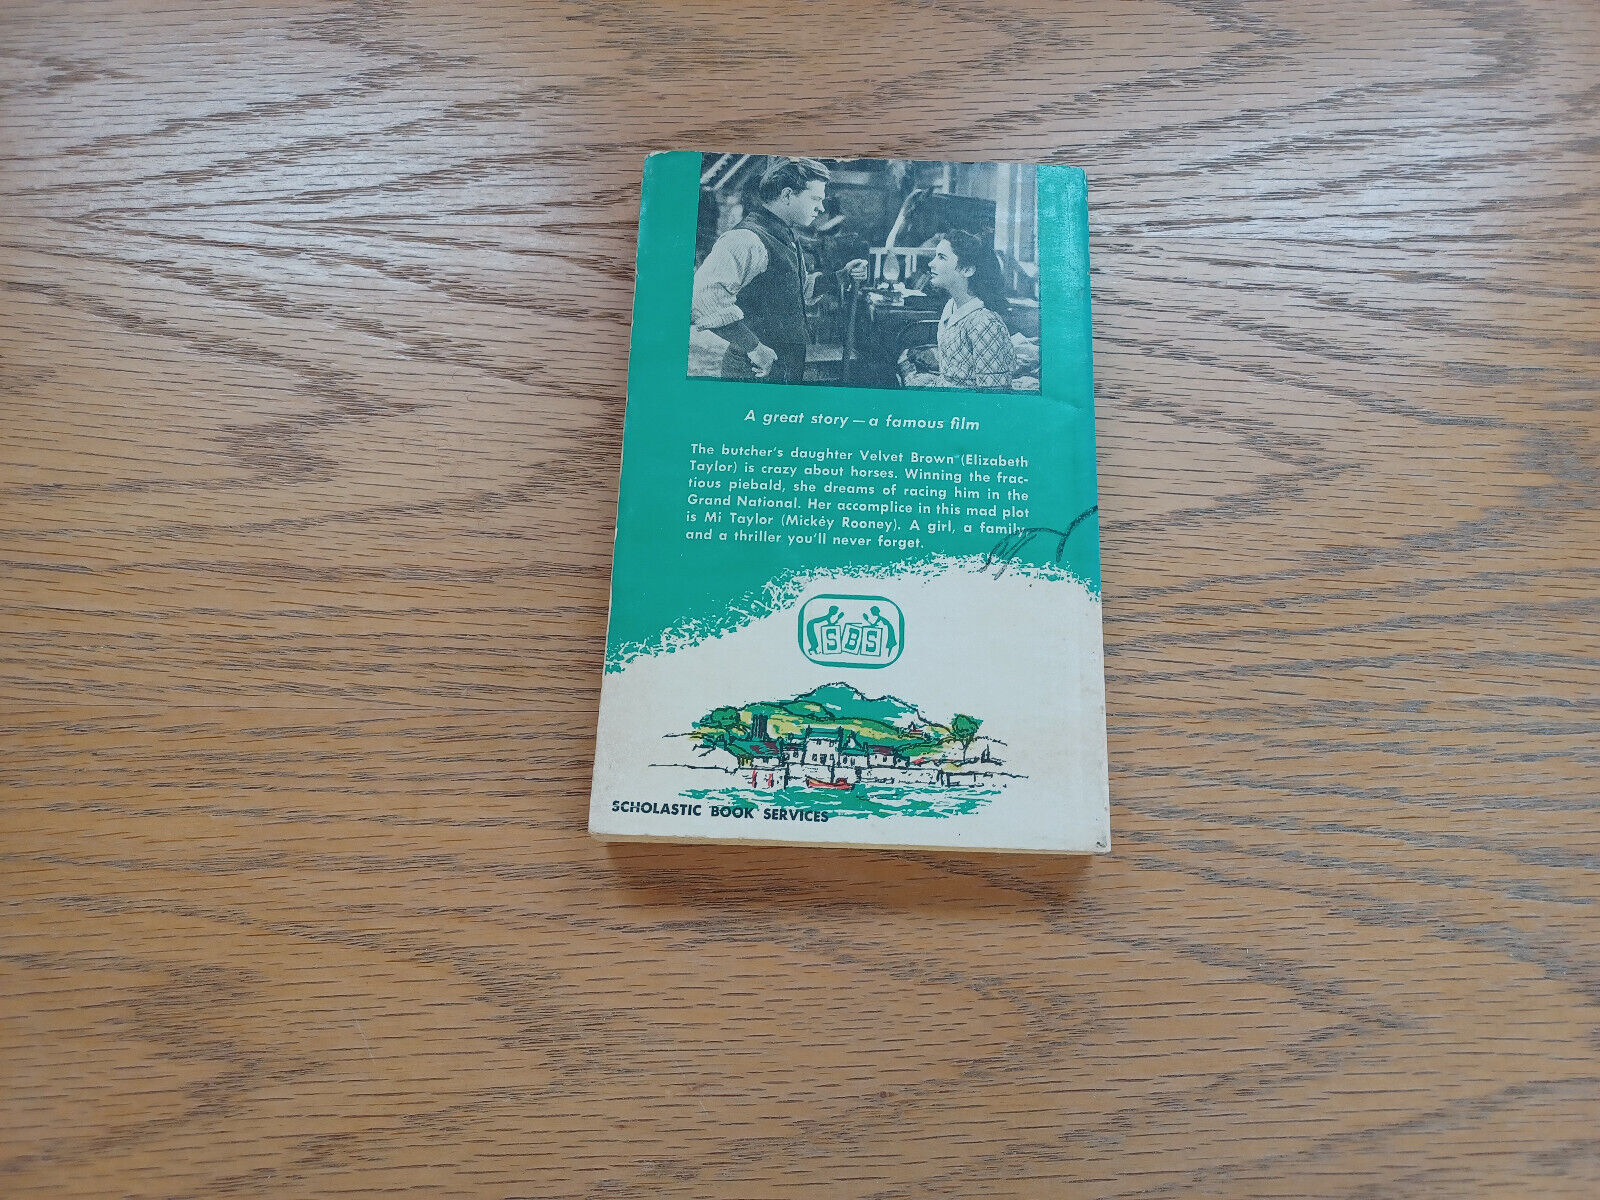 A great story — a famous film
The butcher's daughter Velvet Brown (Elizabeth
Taylor) is crazy about horses. Winning the frac-
tious piebald, she dreams of racing him in the
Grand National. Her accomplice in this mad plot
is Mi Taylor (Mickey Rooney). A girl, a family,
and a thriller you'll never forget.
SBS
SCHOLASTIC BOOK SERVICES